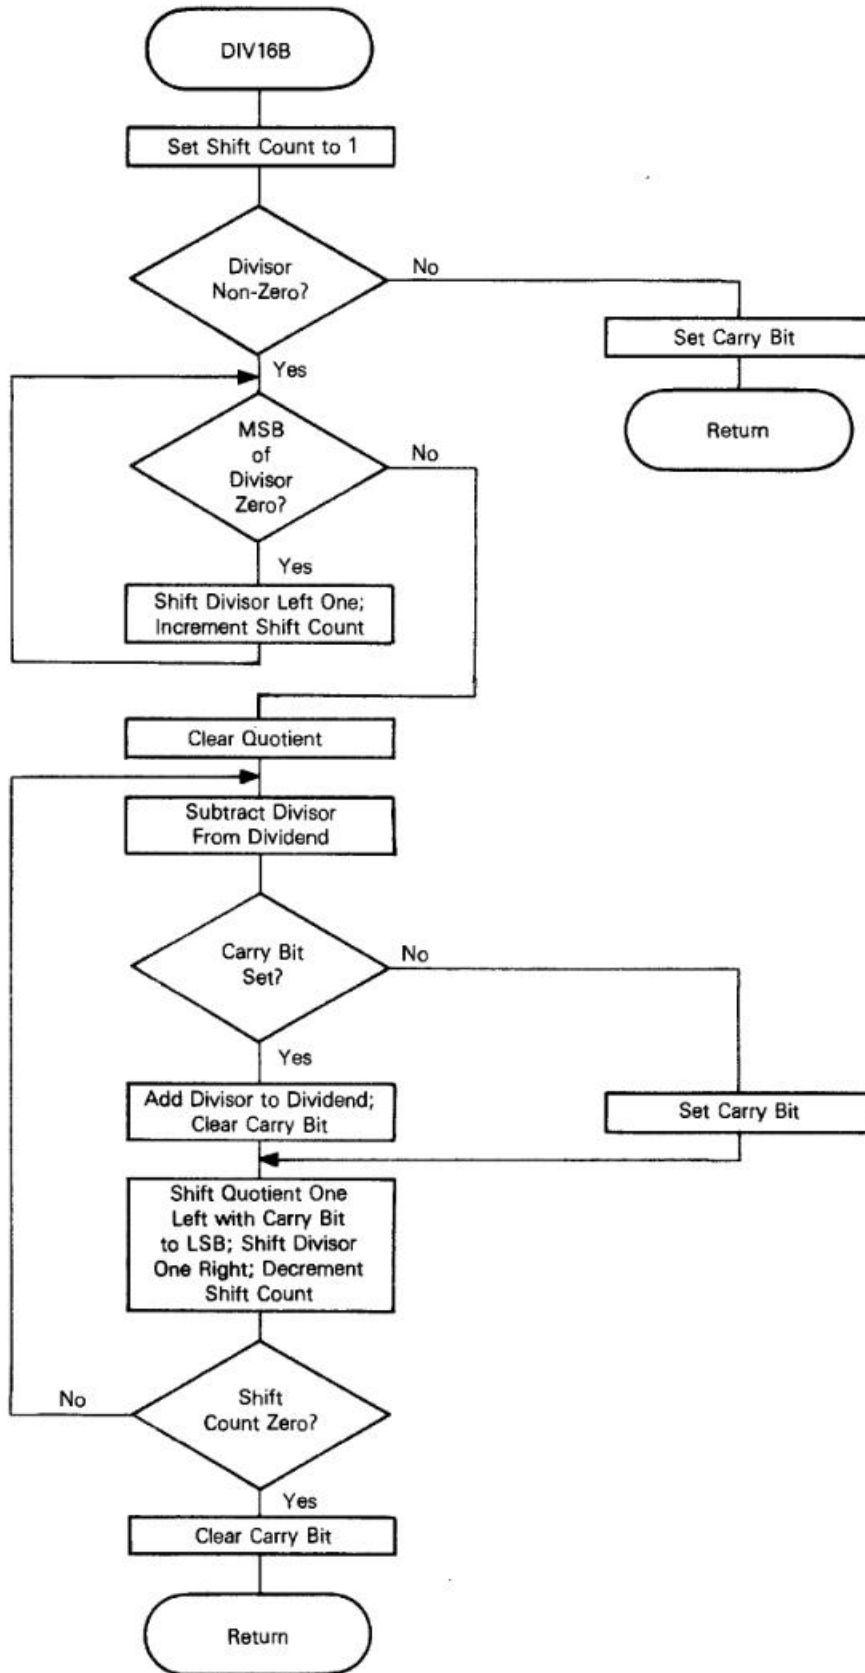 DIV16B
Set Shift Count to 1
Divisor
Non-Zero?
No
Set Carry Bit
Return
Yes
MSB
of
Divisor
Zero?
No
Yes
Shift Divisor Left One;
Increment Shift Count
Clear Quotient
Subtract Divisor
From Dividend
Carry Bit
Set?
No
Yes
Add Divisor to Dividend;
Clear Carry Bit
Set Carry Bit
Shift Quotient One
Left with Carry Bit
to LSB; Shift Divisor
One Right; Decrement
Shift Count
No
Shift
Count Zero?
Yes
Clear Carry Bit
Return